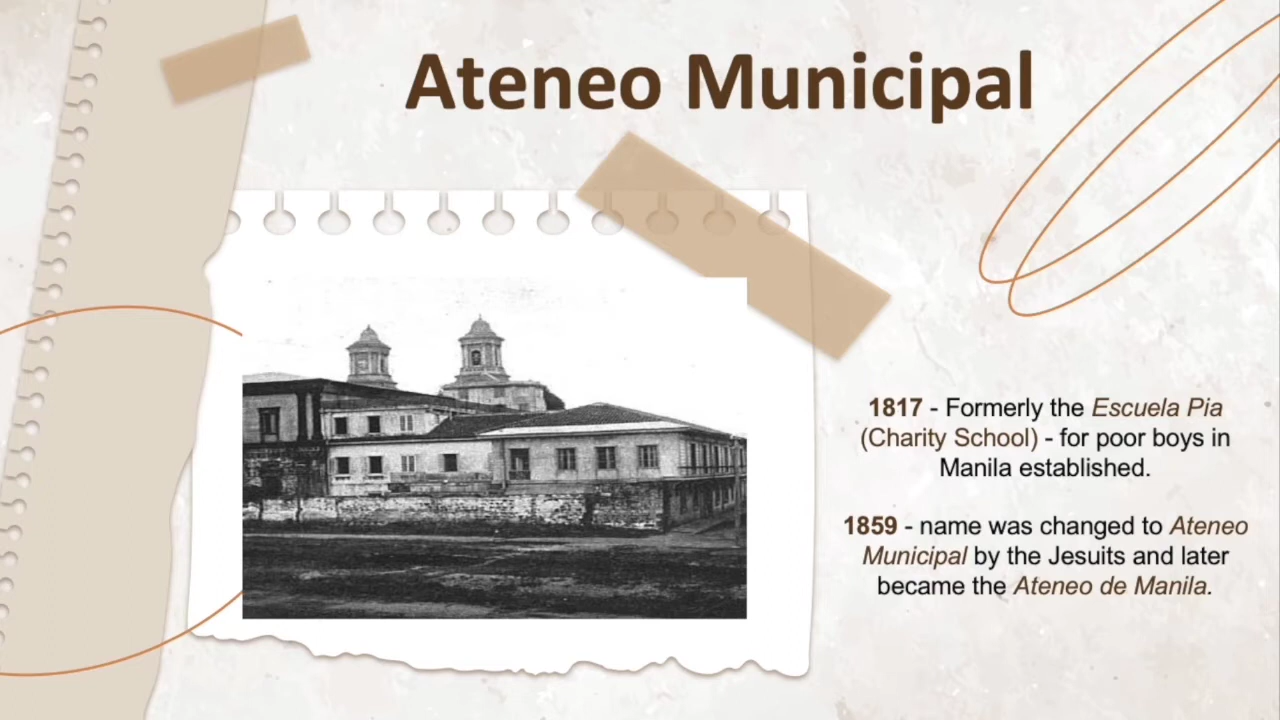 Ateneo Municipal
1817 - Formerly the Escuela Pia
(Charity School) - for poor boys in
Manila established.
1859 - name was changed to Ateneo
Municipal by the Jesuits and later
became the Ateneo de Manila.